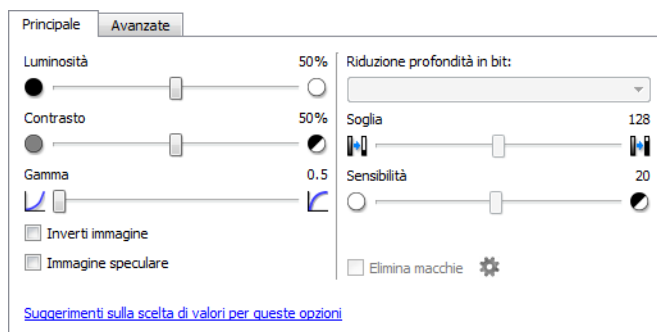 Principale
Avanzate
Luminosità 50%
Contrasto 50%
Gamma 0.5
Inverti immagine
Immagine speculare
Riduzione profondità in bit:
Soglia 128
Sensibilità 20
Elimina macchie
Suggerimenti sulla scelta di valori per queste opzioni